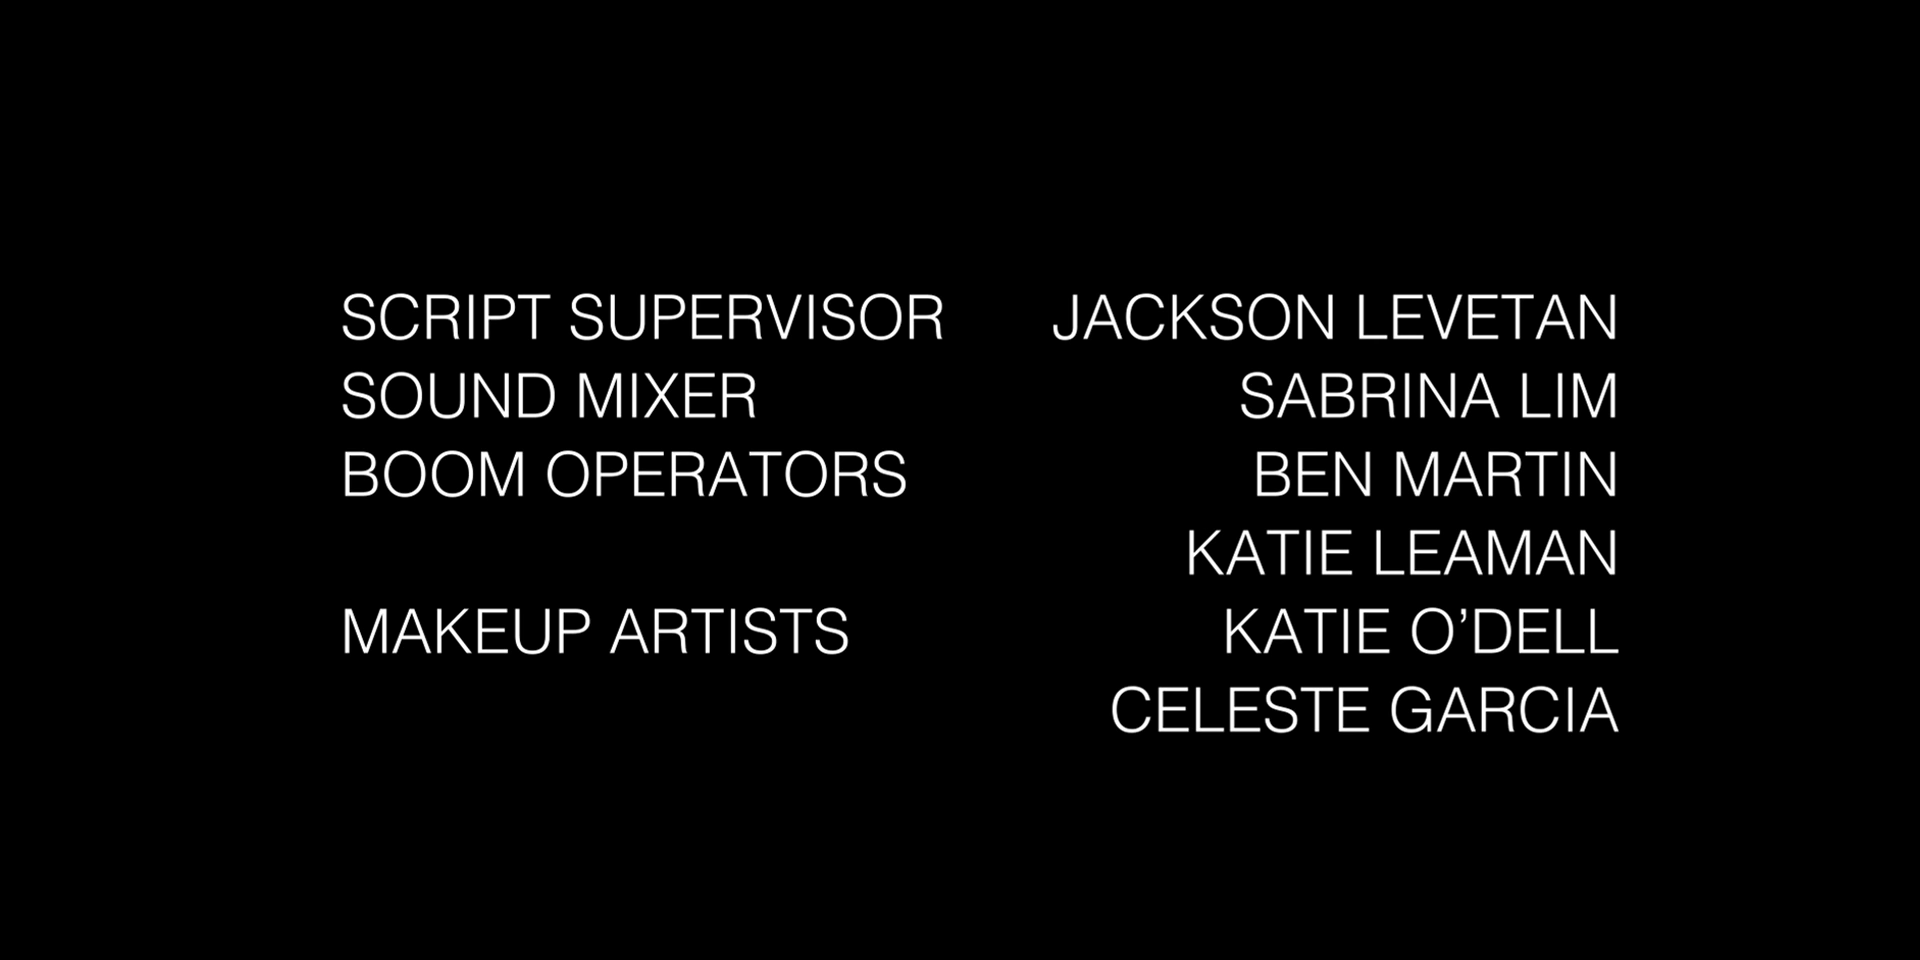 SCRIPT SUPERVISOR JACKSON LEVETAN
SOUND MIXER SABRINA LIM
BOOM OPERATORS BEN MARTIN
KATIE LEAMAN
MAKEUP ARTISTS KATIE O’DELL
CELESTE GARCIA